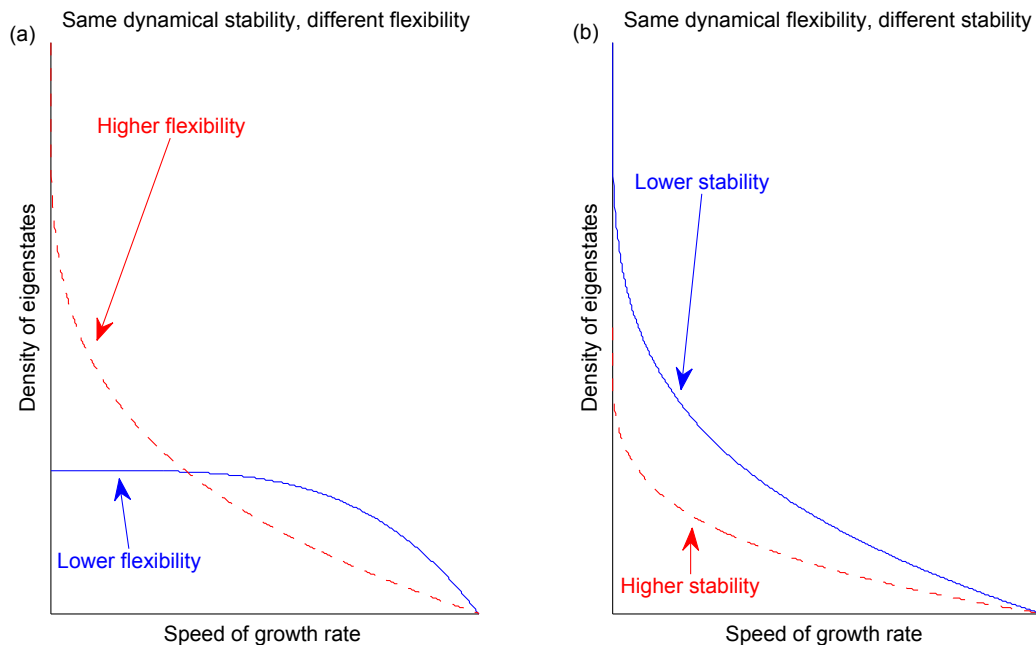 Same dynamical stability, different flexibility
(a)
Higher flexibility
Lower flexibility
Density of eigenstates
Speed of growth rate
Same dynamical flexibility, different stability
(b)
Lower stability
Higher stability
Density of eigenstates
Speed of growth rate